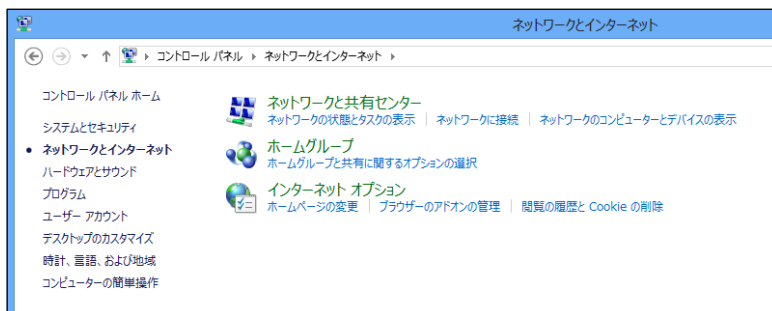 ネットワークとインターネット
コントロール パネル ネットワークとインターネット
コントロール パネル ホーム
システムとセキュリティ
ネットワークとインターネット
ハードウェアとサウンド
プログラム
ユーザー アカウント
デスクトップのカスタマイズ
時計、言語、および地域
コンピューターの簡単操作
ネットワークと共有センター
ネットワークの状態とタスクの表示 ネットワークに接続 ネットワークのコンピューターとデバイスの表示
ホームグループ
ホームグループと共有に関するオプションの選択
インターネット オプション
ホームページの変更 ブラウザーのアドオンの管理 閲覧の履歴と Cookie の削除